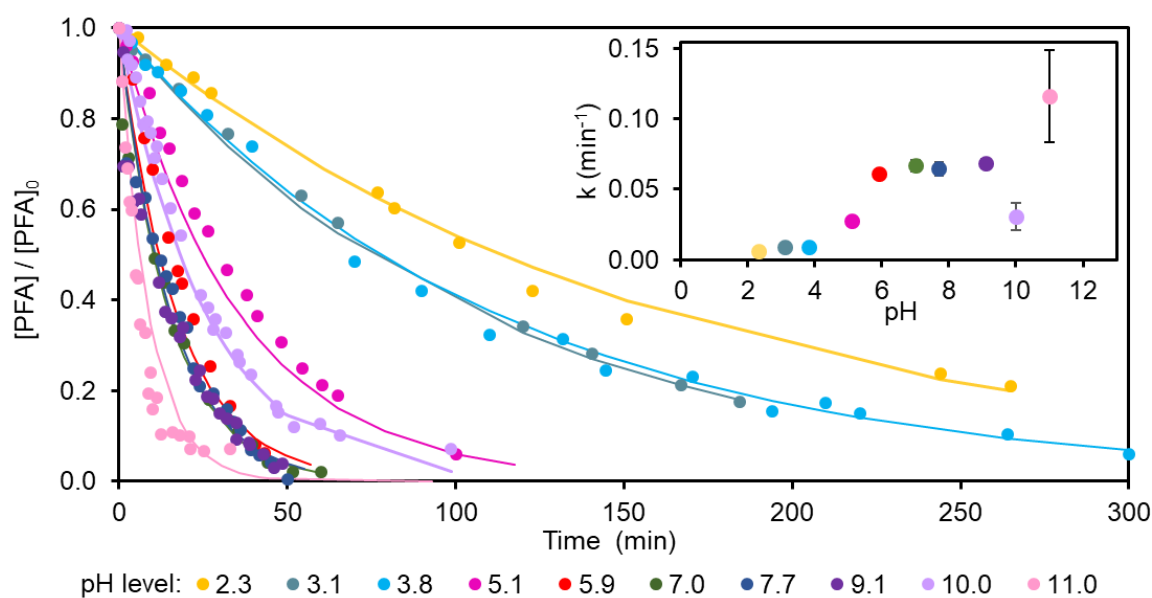 [PFA] / [PFA]0
1.0
0.8
0.6
0.4
0.2
0.0
0 50 100 150 200 250 300
Time (min)
k (min-1)
0.15
0.10
0.05
0.00
0 2 4 6 8 10 12
pH
pH level: 2.3 3.1 3.8 5.1 5.9 7.0 7.7 9.1 10.0 11.0